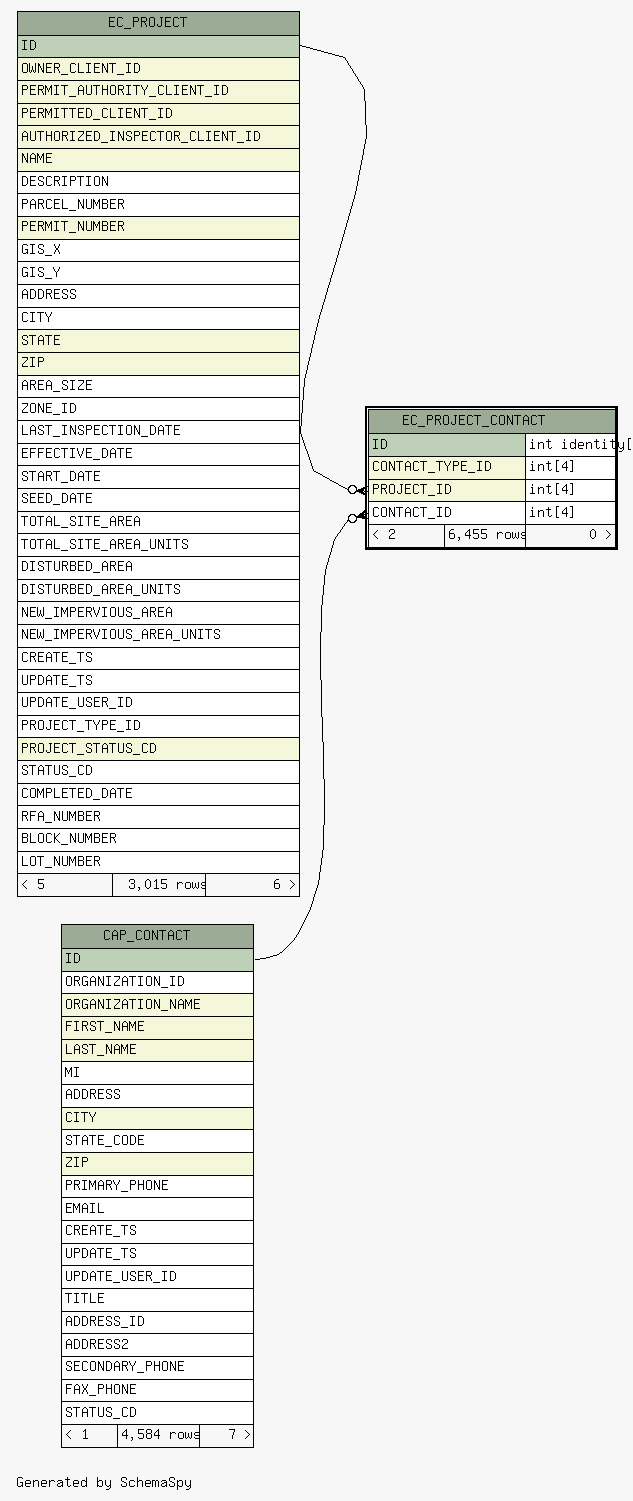 EC_PROJECT
ID
OWNER_CLIENT_ID
PERMIT_AUTHORITY_CLIENT_ID
PERMITTED_CLIENT_ID
AUTHORIZED_INSPECTOR_CLIENT_ID
NAME
DESCRIPTION
PARCEL_NUMBER
PERMIT_NUMBER
GIS_X
GIS_Y
ADDRESS
CITY
STATE
ZIP
AREA_SIZE
ZONE_ID
LAST_INSPECTION_DATE
EFFECTIVE_DATE
START_DATE
SEED_DATE
TOTAL_SITE_AREA
TOTAL_SITE_AREA_UNITS
DISTURBED_AREA
DISTURBED_AREA_UNITS
NEW_IMPERVIOUS_AREA
NEW_IMPERVIOUS_AREA_UNITS
CREATE_TS
UPDATE_TS
UPDATE_USER_ID
PROJECT_TYPE_ID
PROJECT_STATUS_CD
STATUS_CD
COMPLETED_DATE
RFA_NUMBER
BLOCK_NUMBER
LOT_NUMBER
< 5 3,015 rows 6 >
EC_PROJECT_CONTACT
ID int identity[
CONTACT_TYPE_ID int[4]
PROJECT_ID int[4]
CONTACT_ID int[4]
< 2 6,455 rows 0 >
CAP_CONTACT
ID
ORGANIZATION_ID
ORGANIZATION_NAME
FIRST_NAME
LAST_NAME
MI
ADDRESS
CITY
STATE_CODE
ZIP
PRIMARY_PHONE
EMAIL
CREATE_TS
UPDATE_TS
UPDATE_USER_ID
TITLE
ADDRESS_ID
ADDRESS2
SECONDARY_PHONE
FAX_PHONE
STATUS_CD
< 1 4,584 rows 7 >
Generated by SchemaSpy